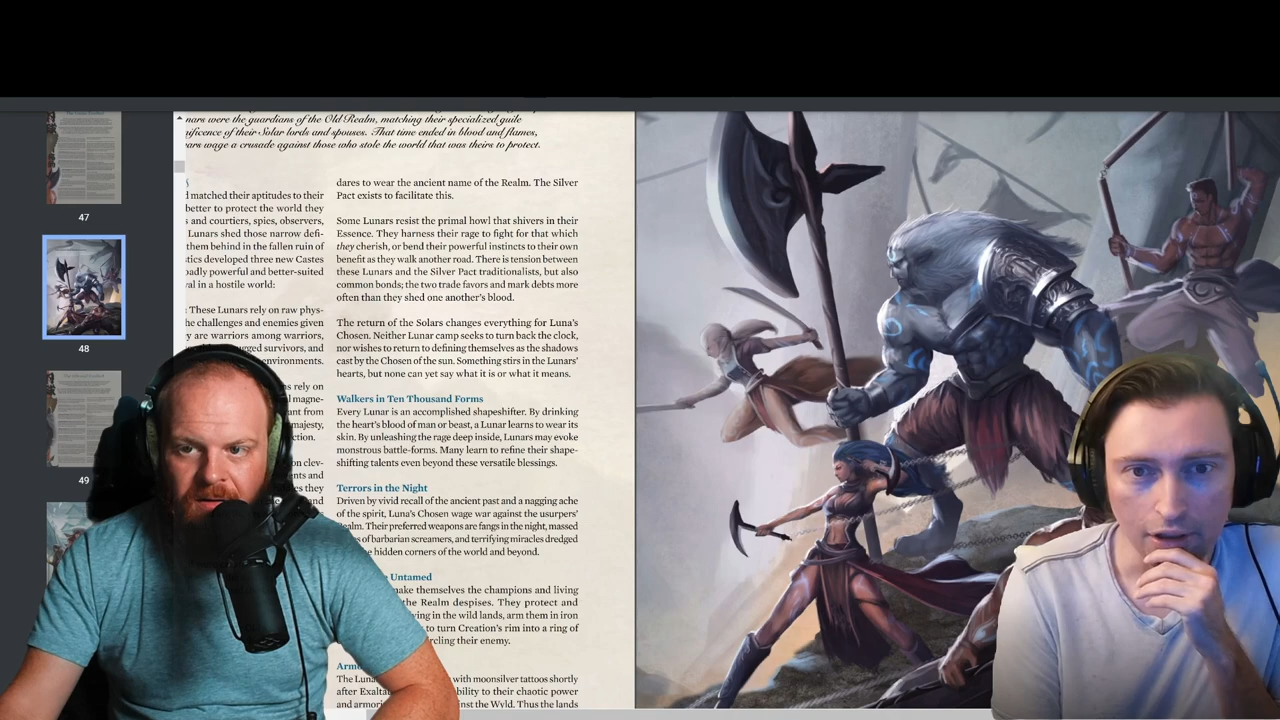 nars were the guardians of the Old Realm, matching their specialized guile
nificence of their Solar lords and spouses. That time ended in blood and flames,
ars wage a crusade against those who stole the world that was theirs to protect.
matched their aptitudes to their
better to protect the world they
s and courtiers, spies, observers,
Lunars shed those narrow defi-
them behind in the fallen ruin of
tics developed three new Castes
oadly powerful and better-suited
val in a hostile world:
: These Lunars rely on raw phys-
he challenges and enemies given
y are warriors among warriors,
urged survivors, and
environments.
ns rely on
l magne-
ant from
majesty,
ction.
on clev-
ents and
es they
and
dares to wear the ancient name of the Realm. The Silver
Pact exists to facilitate this.
Some Lunars resist the primal howl that shivers in their
Essence. They harness their rage to fight for that which
they cherish, or bend their powerful instincts to their own
benefit as they walk another road. There is tension between
these Lunars and the Silver Pact traditionalists, but also
common bonds; the two trade favors and mark debts more
often than they shed one another's blood.
The return of the Solars changes everything for Luna's
Chosen. Neither Lunar camp seeks to turn back the clock,
nor wishes to return to defining themselves as the shadows
cast by the Chosen of the sun. Something stirs in the Lunars'
hearts, but none can yet say what it is or what it means.
Walkers in Ten Thousand Forms
Every Lunar is an accomplished shapeshifter. By drinking
the heart's blood of man or beast, a Lunar learns to wear its
skin. By unleashing the rage deep inside, Lunars may evoke
monstrous battle-forms. Many learn to refine their shape-
shifting talents even beyond these versatile blessings.
Terrors in the Night
Driven by vivid recall of the ancient past and a nagging ache
of the spirit, Luna's Chosen wage war against the usurpers'
Realm. Their preferred weapons are fangs in the night, massed
of barbarian screamers, and terrifying miracles dredged
hidden corners of the world and beyond.
Untamed
make themselves the champions and living
the Realm despises. They protect and
ving in the wild lands, arm them in iron
to turn Creation's rim into a ring of
rcling their enemy.
Armo
The Luna with moonsilver tattoos shortly
after Exalta bility to their chaotic power
and armori inst the Wyld. Thus the lands
47
48
49